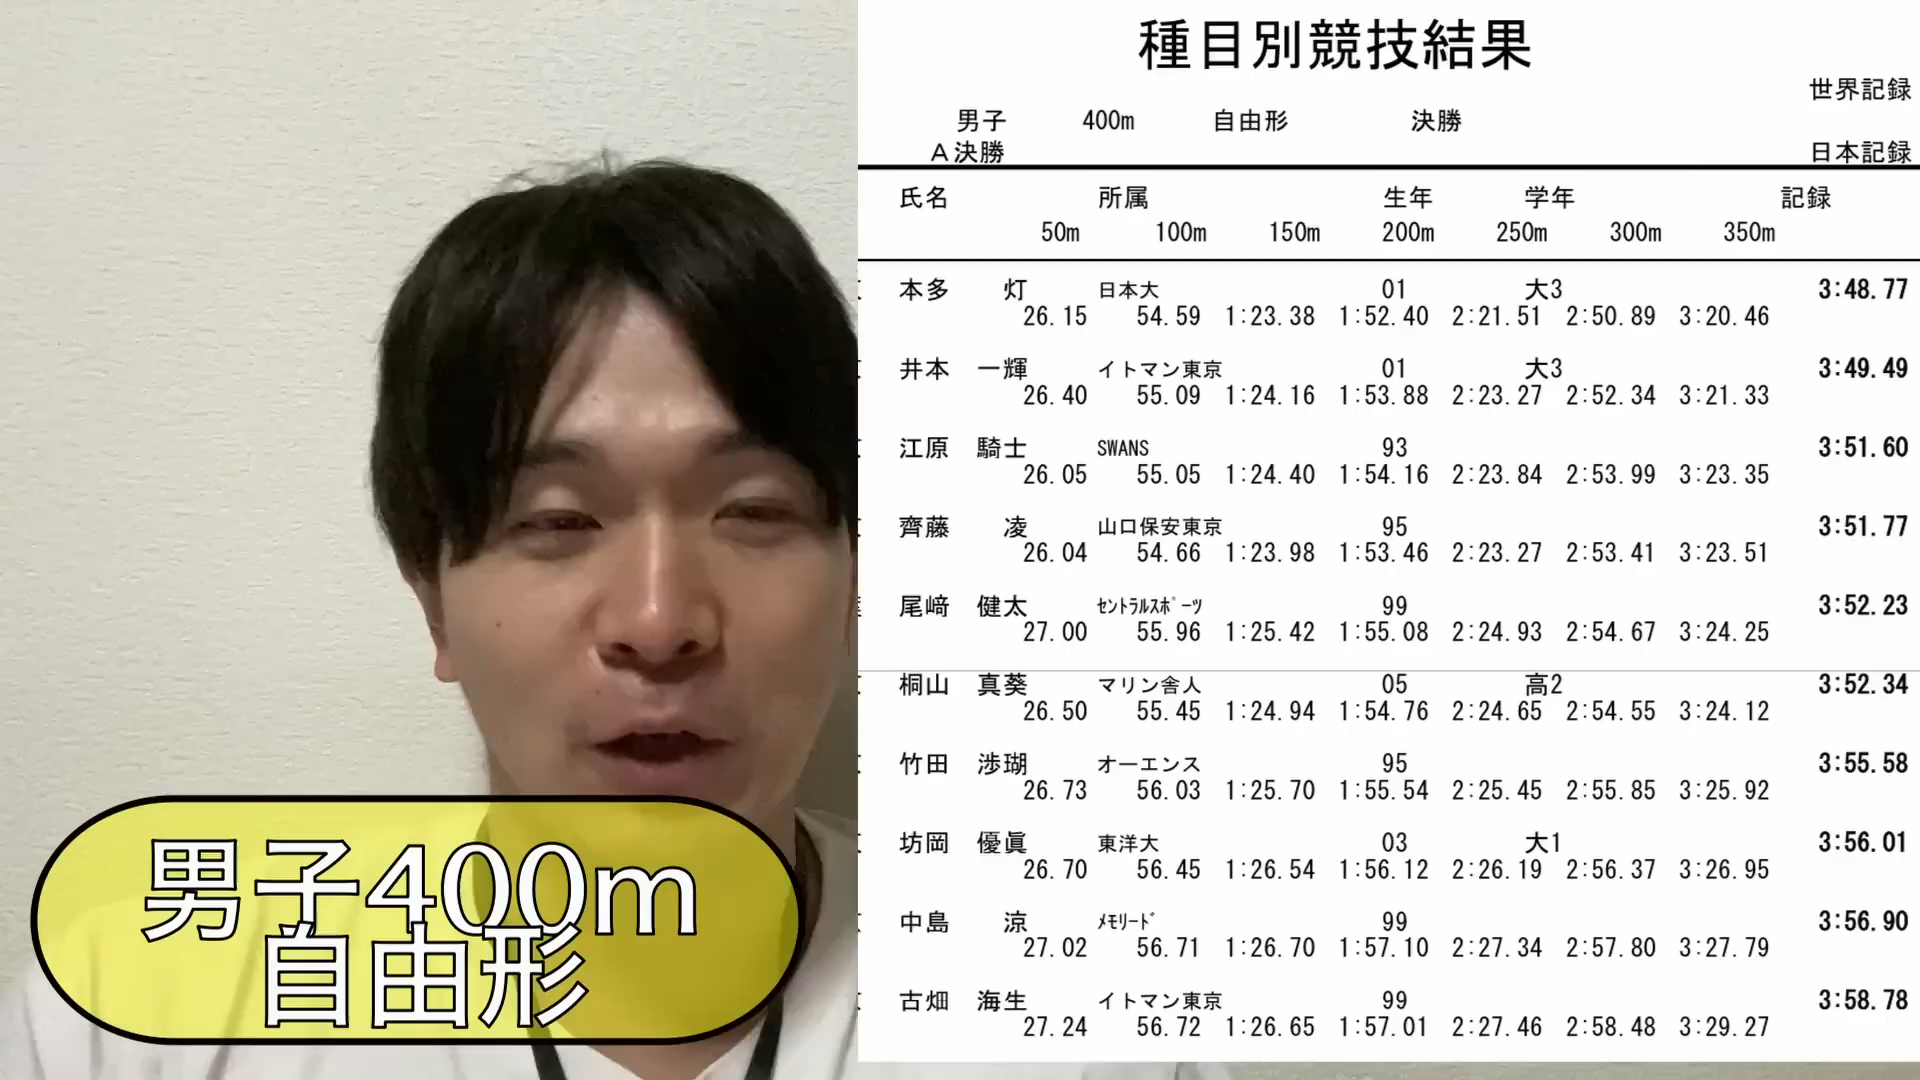 種目別競技結果
世界記録
男子 400m 自由形 決勝
A決勝 日本記録
氏名 所属 生年 学年 記録
50m 100m 150m 200m 250m 300m 350m
本多 灯 日本大 01 大3 3:48.77
26.15 54.59 1:23.38 1:52.40 2:21.51 2:50.89 3:20.46
井本 一輝 イトマン東京 01 大3 3:49.49
26.40 55.09 1:24.16 1:53.88 2:23.27 2:52.34 3:21.33
江原 騎士 SWANS 93 3:51.60
26.05 55.05 1:24.40 1:54.16 2:23.84 2:53.99 3:23.35
齊藤 凌 山口保安東京 95 3:51.77
26.04 54.66 1:23.98 1:53.46 2:23.27 2:53.41 3:23.51
尾﨑 健太 ｾﾝﾄﾗﾙｽﾎﾟｰﾂ 99 3:52.23
27.00 55.96 1:25.42 1:55.08 2:24.93 2:54.67 3:24.25
桐山 真葵 マリン舎人 05 高2 3:52.34
26.50 55.45 1:24.94 1:54.76 2:24.65 2:54.55 3:24.12
竹田 渉瑚 オーエンス 95 3:55.58
26.73 56.03 1:25.70 1:55.54 2:25.45 2:55.85 3:25.92
坊岡 優眞 東洋大 03 大1 3:56.01
26.70 56.45 1:26.54 1:56.12 2:26.19 2:56.37 3:26.95
中島 涼 ﾒﾓﾘｰﾄﾞ 99 3:56.90
27.02 56.71 1:26.70 1:57.10 2:27.34 2:57.80 3:27.79
古畑 海生 イトマン東京 99 3:58.78
27.24 56.72 1:26.65 1:57.01 2:27.46 2:58.48 3:29.27
男子400m
自由形